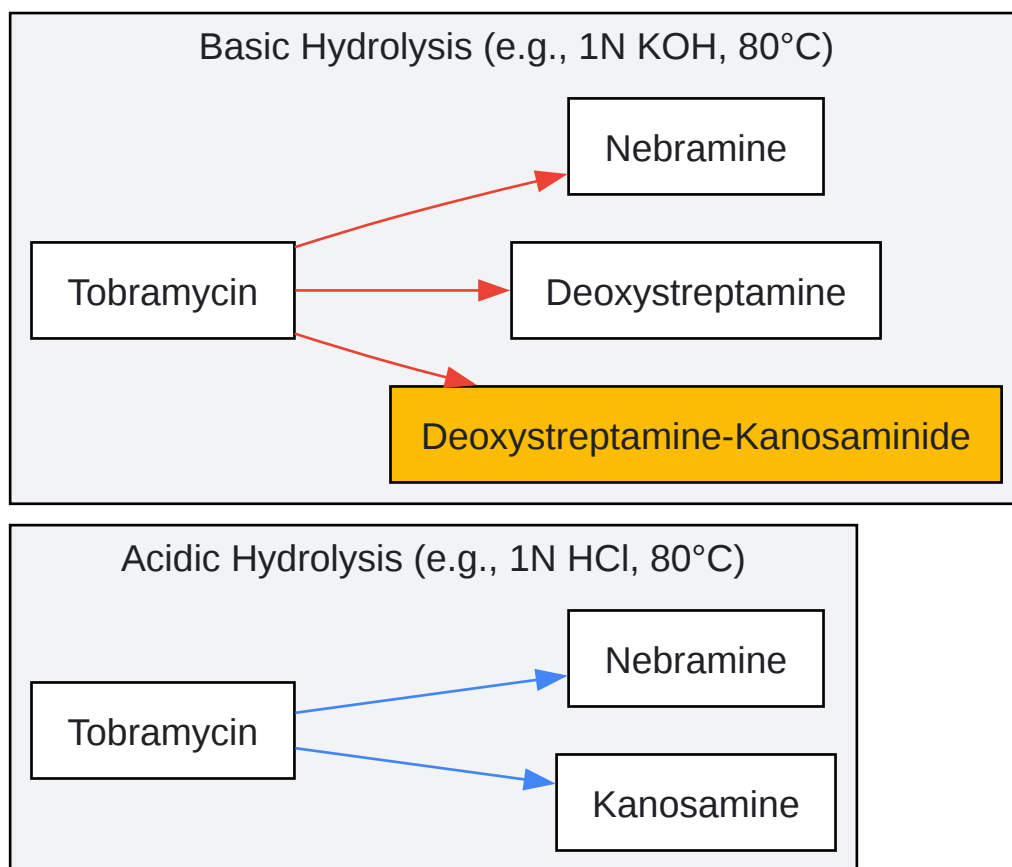 Basic Hydrolysis (e.g., 1N KOH, 80°C)
Nebramine
Tobramycin
Deoxystreptamine
Deoxystreptamine-Kanosaminide
Acidic Hydrolysis (e.g., 1N HCl, 80°C)
Nebramine
Tobramycin
Kanosamine